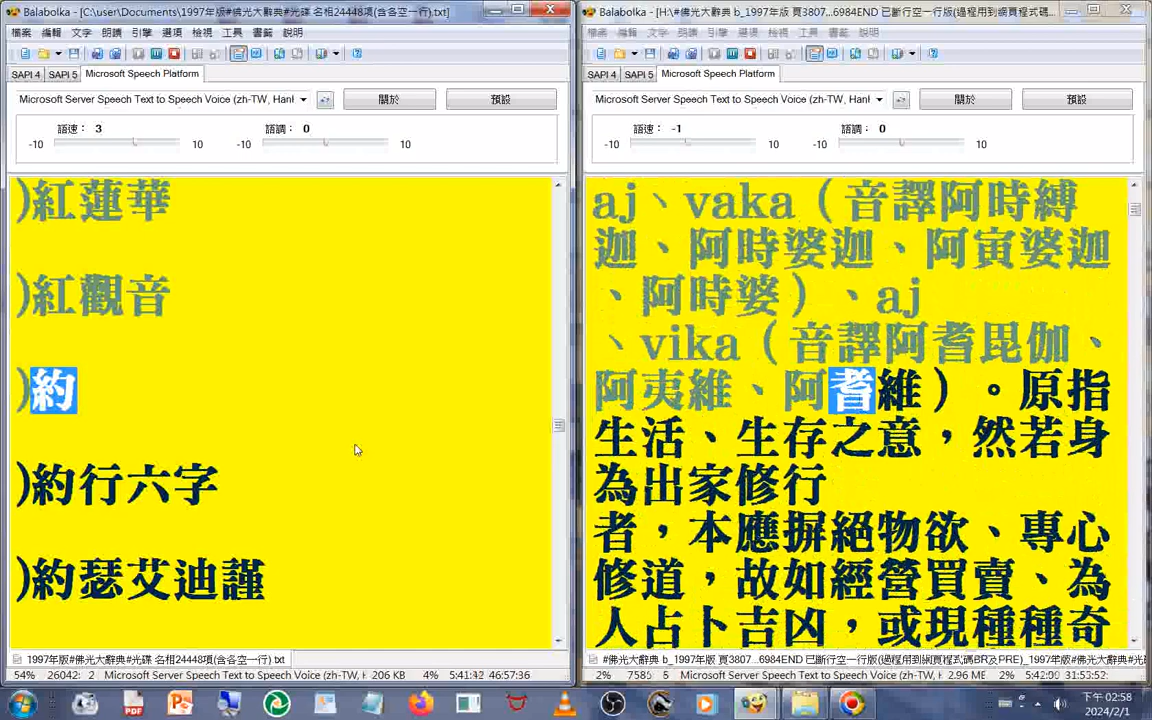 Balabolka - [C:\user\Documents\1997年版#佛光大辭典#光碟 名相24448項(含各空一行).txt]
檔案 編輯 文字 朗讀 引擎 選項 檢視 工具 書籤 說明
SAPI 4 SAPI 5 Microsoft Speech Platform
Microsoft Server Speech Text to Speech Voice (zh-TW, Han 關於 預設
語速： 3 語調： 0
-10 10 -10 10
)紅蓮華
)紅觀音
)約
)約行六字
)約瑟艾迪謹
1997年版#佛光大辭典#光碟 名相24448項(含各空一行).txt
54% 26042: 2 Microsoft Server Speech Text to Speech Voice (zh-TW, H 206 KB 4% 5:41:42 46:57:36
Balabolka - [H:\#佛光大辭典 b_1997年版 頁3807...6984END 已斷行空一行版(過程用到網頁程式碼
檔案 編輯 文字 朗讀 引擎 選項 檢視 工具 書籤 說明
SAPI 4 SAPI 5 Microsoft Speech Platform
Microsoft Server Speech Text to Speech Voice (zh-TW, Han 關於 預設
語速： -1 語調： 0
-10 10 -10 10
aj丶vaka（音譯阿時縛
迦、阿時婆迦、阿寅婆迦
、阿時婆）、aj
丶vika（音譯阿耆毘伽、
阿夷維、阿耆維）。原指
生活、生存之意，然若身
為出家修行
者，本應摒絕物欲、專心
修道，故如經營買賣、為
人占卜吉凶，或現種種奇
#佛光大辭典 b_1997年版 頁3807...6984END 已斷行空一行版(過程用到網頁程式碼BR及PRE)_1997年版#佛光大辭典#光
2% 7585: 5 Microsoft Server Speech Text to Speech Voice (zh-TW, H 2.96 ME 2% 5:42:00 31:53:52
下午 02:58
2024/2/1